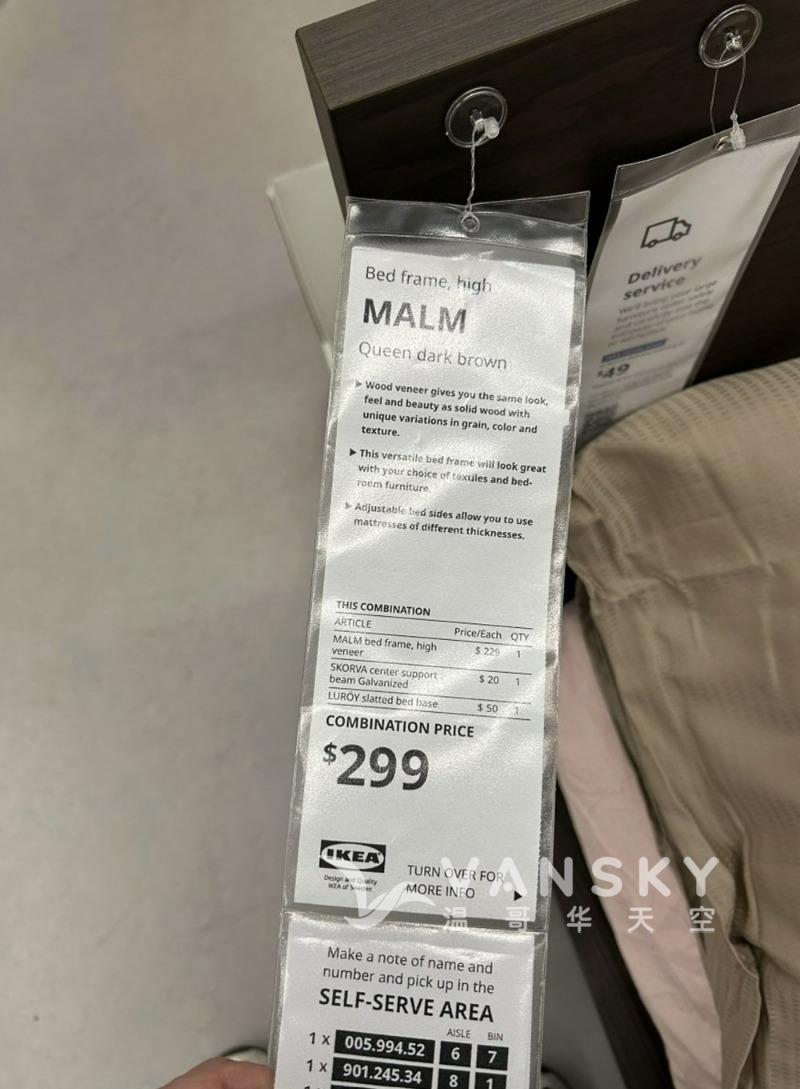 Bed frame, high
MALM
Queen dark brown
▶ Wood veneer gives you the same look,
feel and beauty as solid wood with
unique variations in grain, color and
texture.
▶ This versatile bed frame will look great
with your choice of textiles and bed-
room furniture.
▶ Adjustable bed sides allow you to use
mattresses of different thicknesses.
THIS COMBINATION
ARTICLE Price/Each QTY
MALM bed frame, high
veneer $ 229 1
SKORVA center support
beam Galvanized $ 20 1
LURÖY slatted bed base $ 50 1
COMBINATION PRICE
$299
IKEA
Design and Quality
IKEA of Sweden
TURN OVER FOR
MORE INFO ▶
Make a note of name and
number and pick up in the
SELF-SERVE AREA
AISLE BIN
1 x 005.994.52 6 7
1 x 901.245.34 8 1
Delivery
service
We'll bring your large
$49
VANSKY
温哥华天空